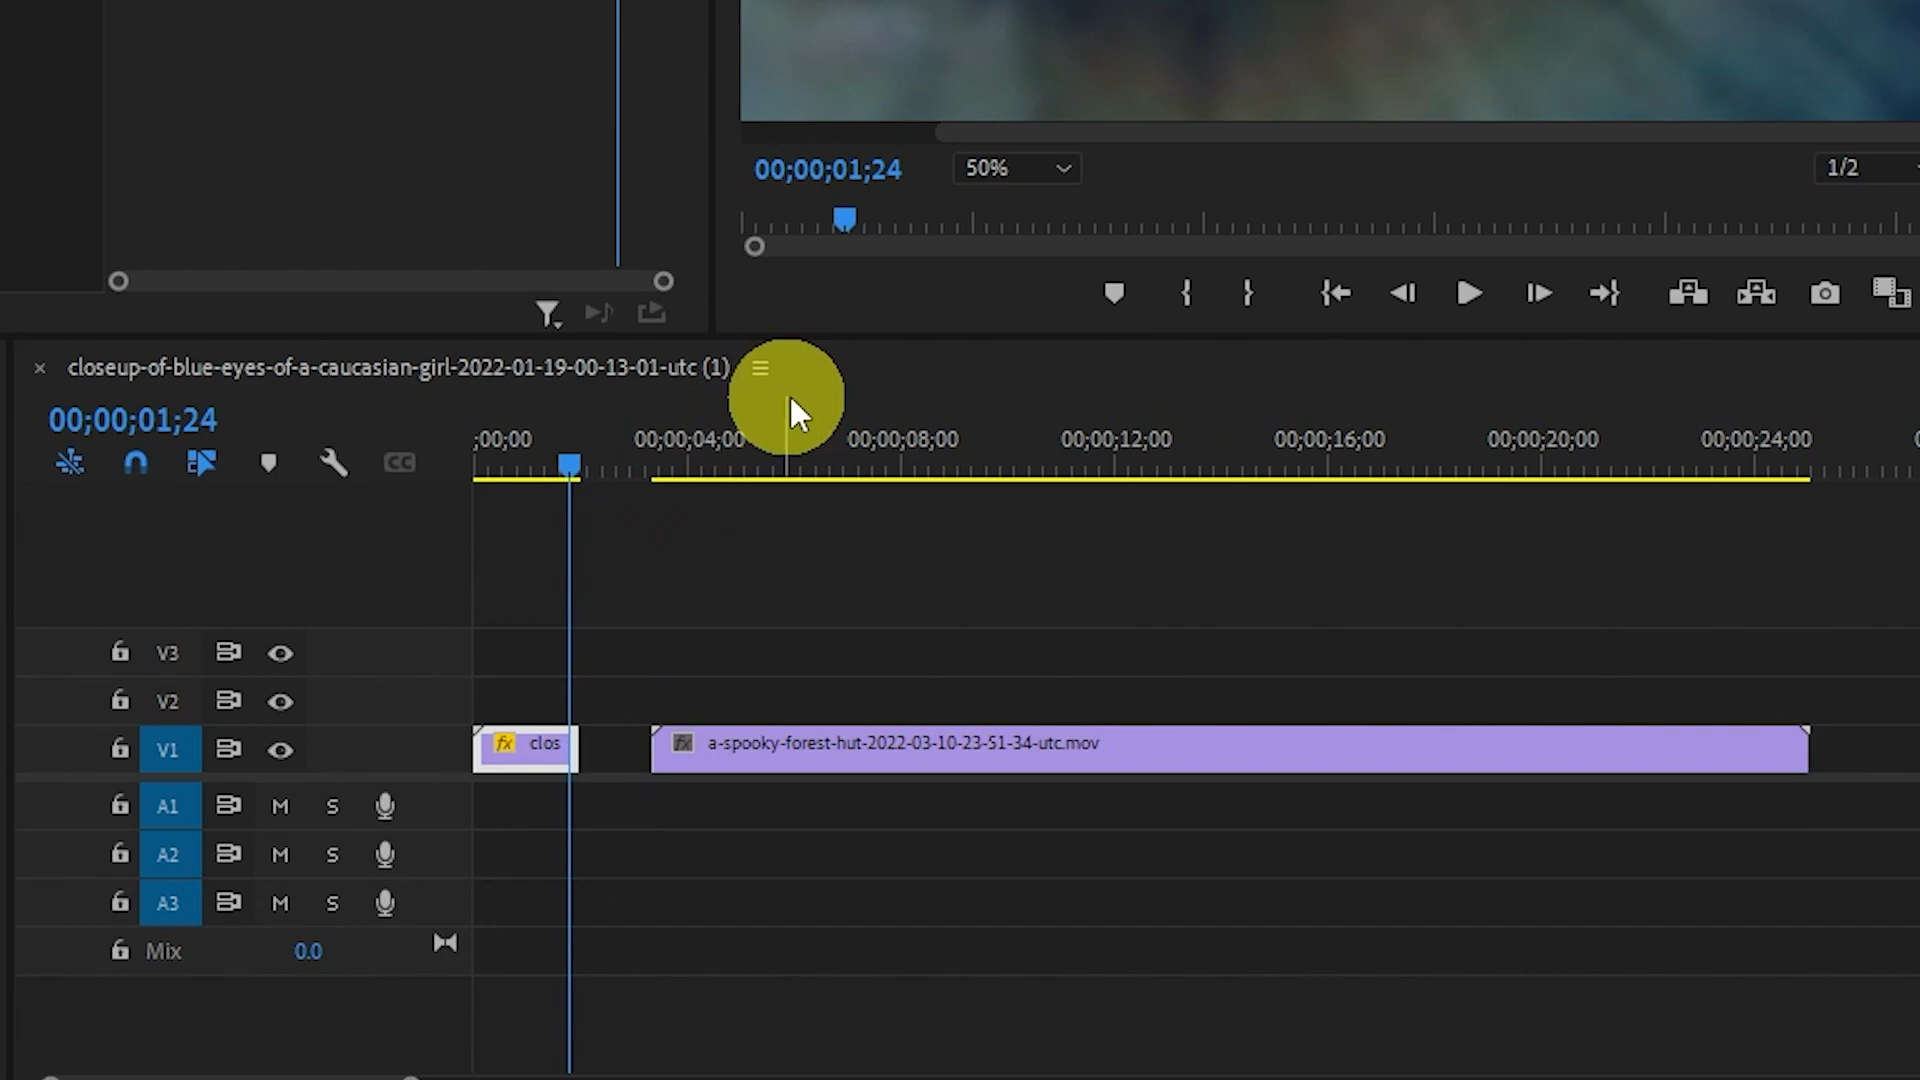 00;00;01;24
50%
1/2
closeup-of-blue-eyes-of-a-caucasian-girl-2022-01-19-00-13-01-utc (1)
00;00;01;24
;00;00
00;00;04;00
00;00;08;00
00;00;12;00
00;00;16;00
00;00;20;00
00;00;24;00
CC
V3
V2
V1
fx clos
fx a-spooky-forest-hut-2022-03-10-23-51-34-utc.mov
A1 M S
A2 M S
A3 M S
Mix 0.0